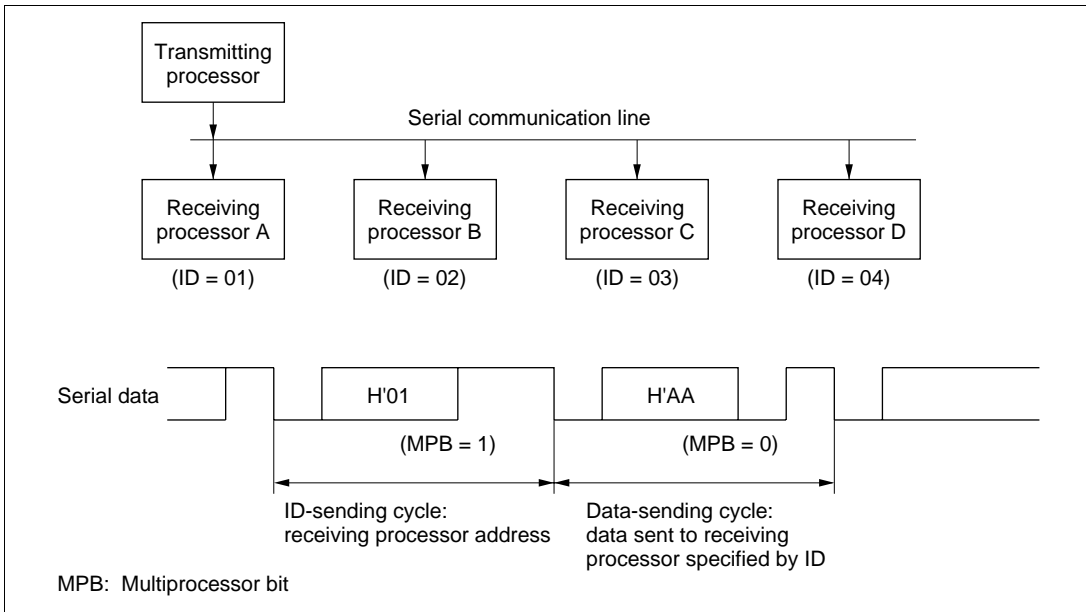 Transmitting
processor
Serial communication line
Receiving
processor A
Receiving
processor B
Receiving
processor C
Receiving
processor D
(ID = 01)
(ID = 02)
(ID = 03)
(ID = 04)
Serial data
H'01
H'AA
(MPB = 1)
(MPB = 0)
ID-sending cycle:
receiving processor address
Data-sending cycle:
data sent to receiving
processor specified by ID
MPB: Multiprocessor bit